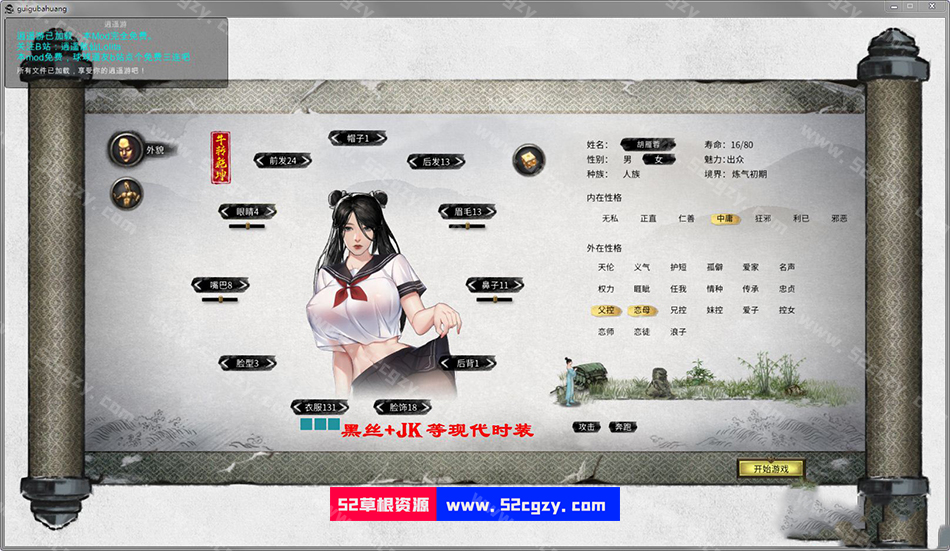 guigubahuang
逍遥游
逍遥游已加载，本Mod完全免费。
本mod免费，球球道友b站点个免费三连吧
所有文件已加载，享受你的逍遥游吧！
外貌
牛转乾坤
帽子1
前发24
后发13
眼睛4
眉毛13
嘴巴8
鼻子11
脸型3
后背1
衣服131
脸饰18
黑丝+JK 等现代时装
姓名： 胡雁蓉 寿命： 16/80
性别： 男 女 魅力： 出众
种族： 人族 境界： 炼气初期
内在性格
无私 正直 仁善 中庸 狂邪 利已 邪恶
外在性格
天伦 义气 护短 孤僻 爱家 名声
权力 睚眦 任我 情种 传承 忠贞
父控 恋母 兄控 妹控 爱子 控女
恋师 恋徒 浪子
攻击 奔跑
开始游戏
52草根资源 www.52cgzy.com